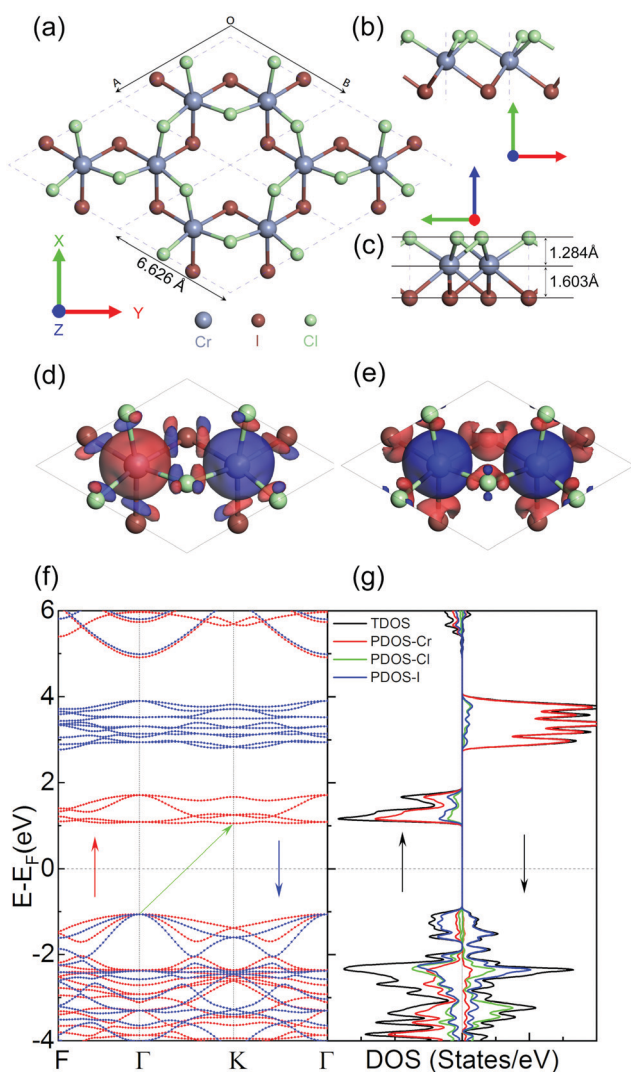 (a)
O
A
B
6.626 Å
X
Z
Y
Cr
I
Cl
(b)
(c)
1.284Å
1.603Å
(d)
(e)
(f)
(g)
E-E_F(eV)
6
4
2
0
-2
-4
F Γ K Γ
TDOS
PDOS-Cr
PDOS-Cl
PDOS-I
DOS (States/eV)